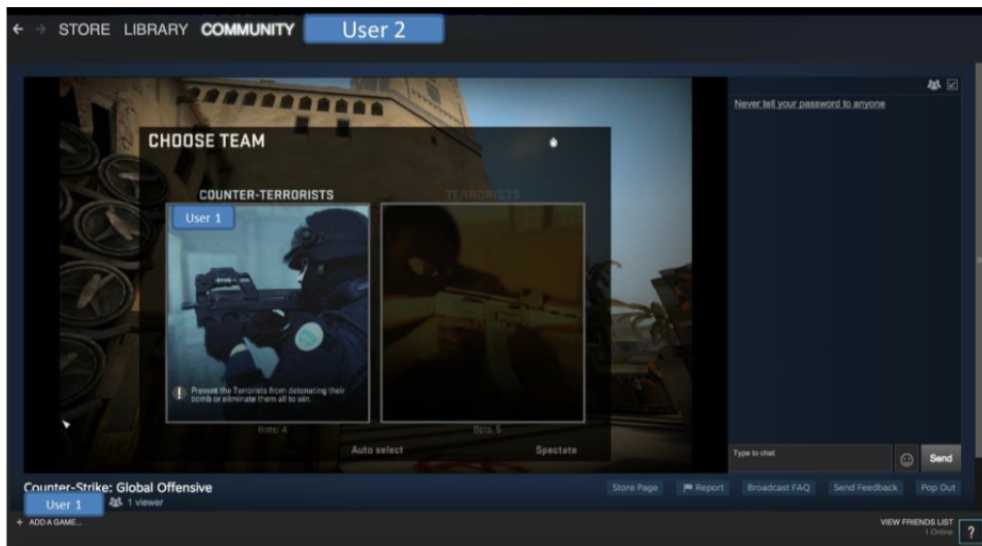 STORE LIBRARY COMMUNITY User 2
Never tell your password to anyone
CHOOSE TEAM
COUNTER-TERRORISTS TERRORISTS
User 1
Prevent the Terrorists from detonating their
bomb or eliminate them all to win.
Bots: 4 Bots: 5
Auto select Spectate
Type to chat
Send
Counter-Strike: Global Offensive
Store Page Report Broadcast FAQ Send Feedback Pop Out
User 1 1 viewer
+ ADD A GAME... VIEW FRIENDS LIST
1 Online ?